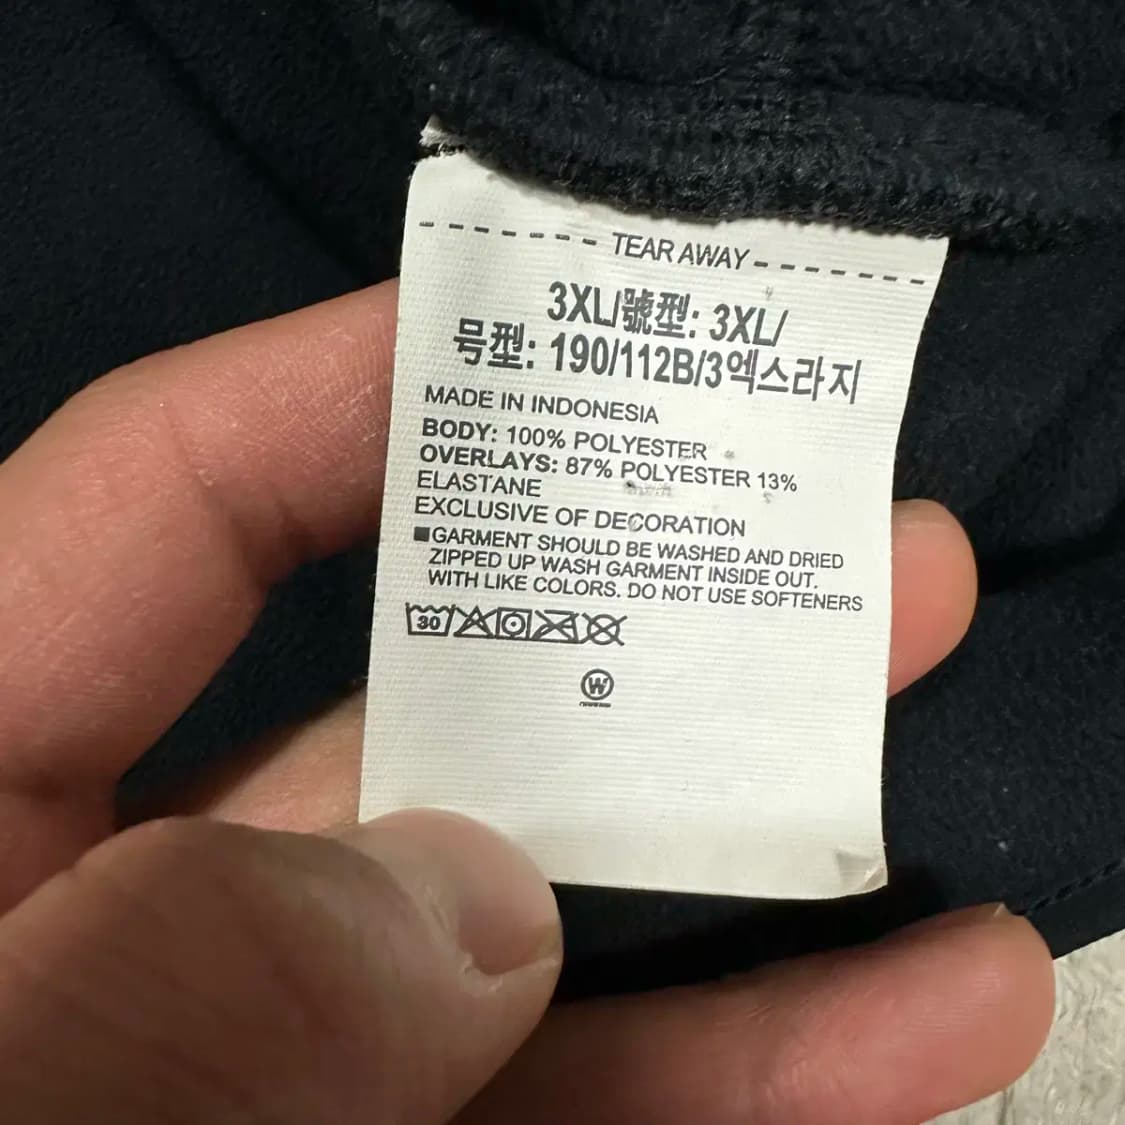 TEAR AWAY
3XL/號型: 3XL/
号型: 190/112B/3엑스라지
MADE IN INDONESIA
BODY: 100% POLYESTER
OVERLAYS: 87% POLYESTER 13%
ELASTANE
EXCLUSIVE OF DECORATION
GARMENT SHOULD BE WASHED AND DRIED
ZIPPED UP WASH GARMENT INSIDE OUT.
WITH LIKE COLORS. DO NOT USE SOFTENERS
30
W